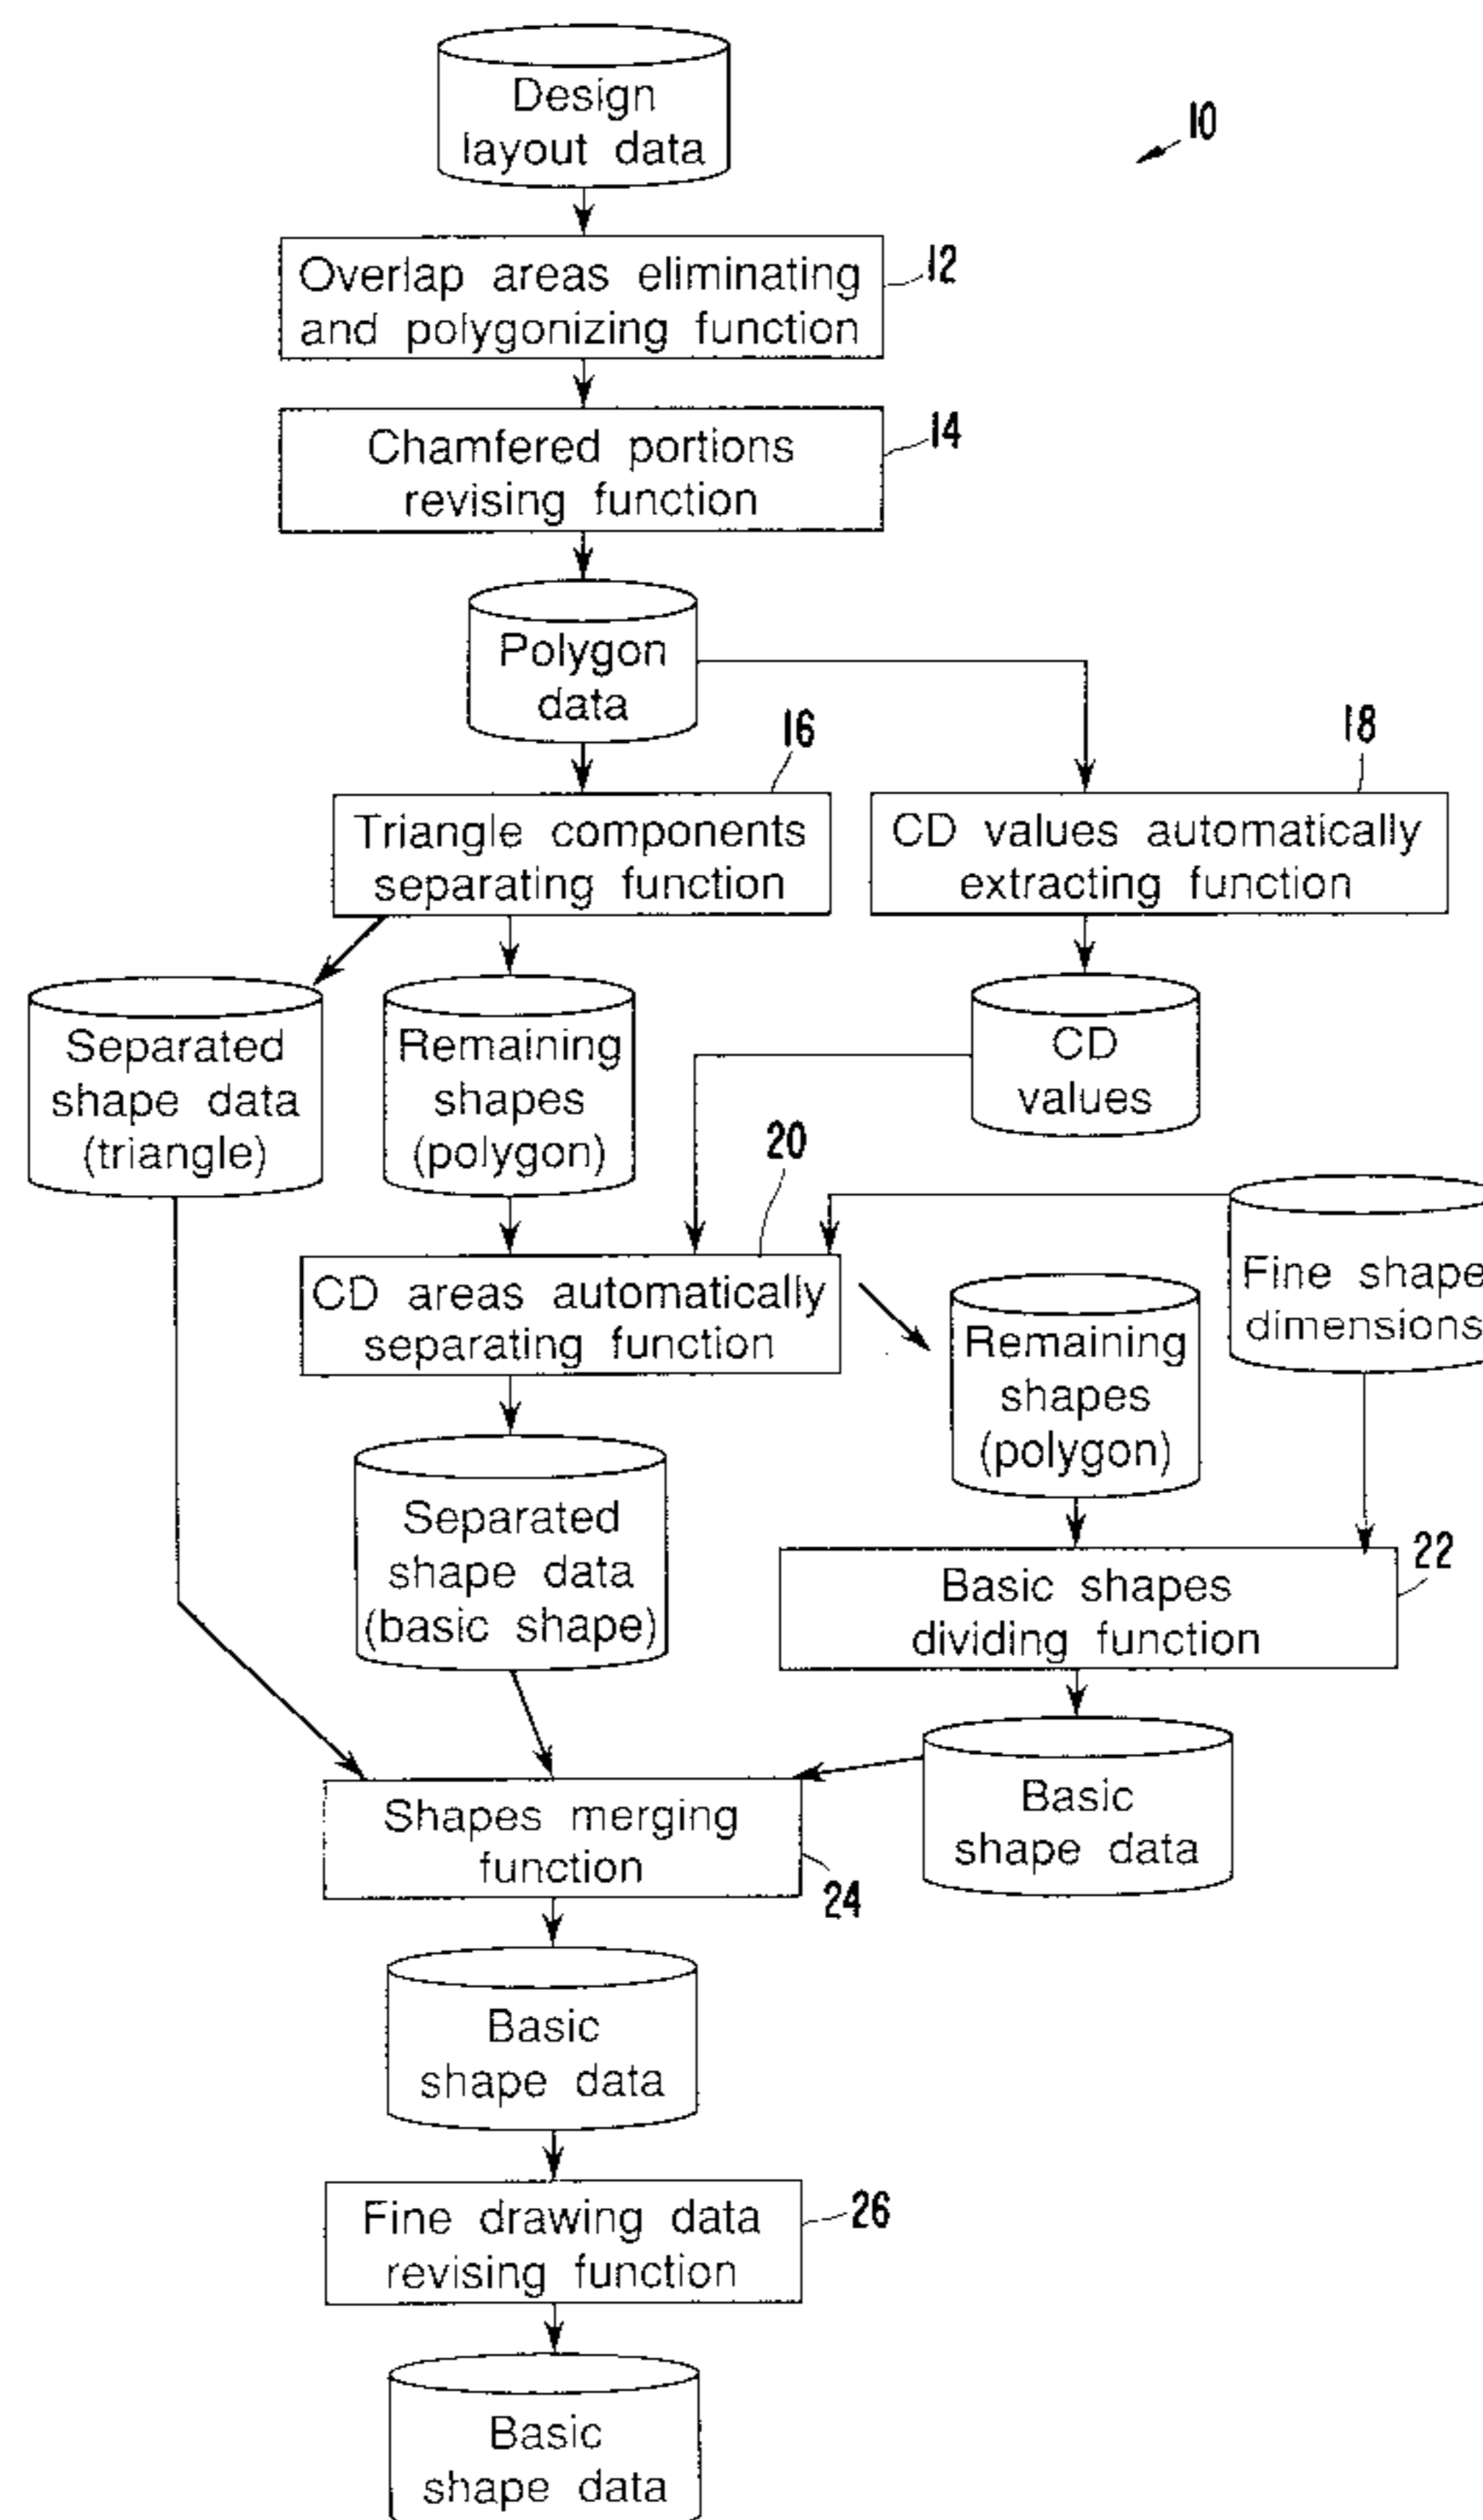 Design
layout data
10
Overlap areas eliminating
and polygonizing function
12
Chamfered portions
revising function
14
Polygon
data
16
18
Triangle components
separating function
CD values automatically
extracting function
Separated
shape data
(triangle)
Remaining
shapes
(polygon)
CD
values
20
CD areas automatically
separating function
Fine shape
dimensions
Remaining
shapes
(polygon)
Separated
shape data
(basic shape)
22
Basic shapes
dividing function
Shapes merging
function
24
Basic
shape data
Basic
shape data
Fine drawing data
revising function
26
Basic
shape data